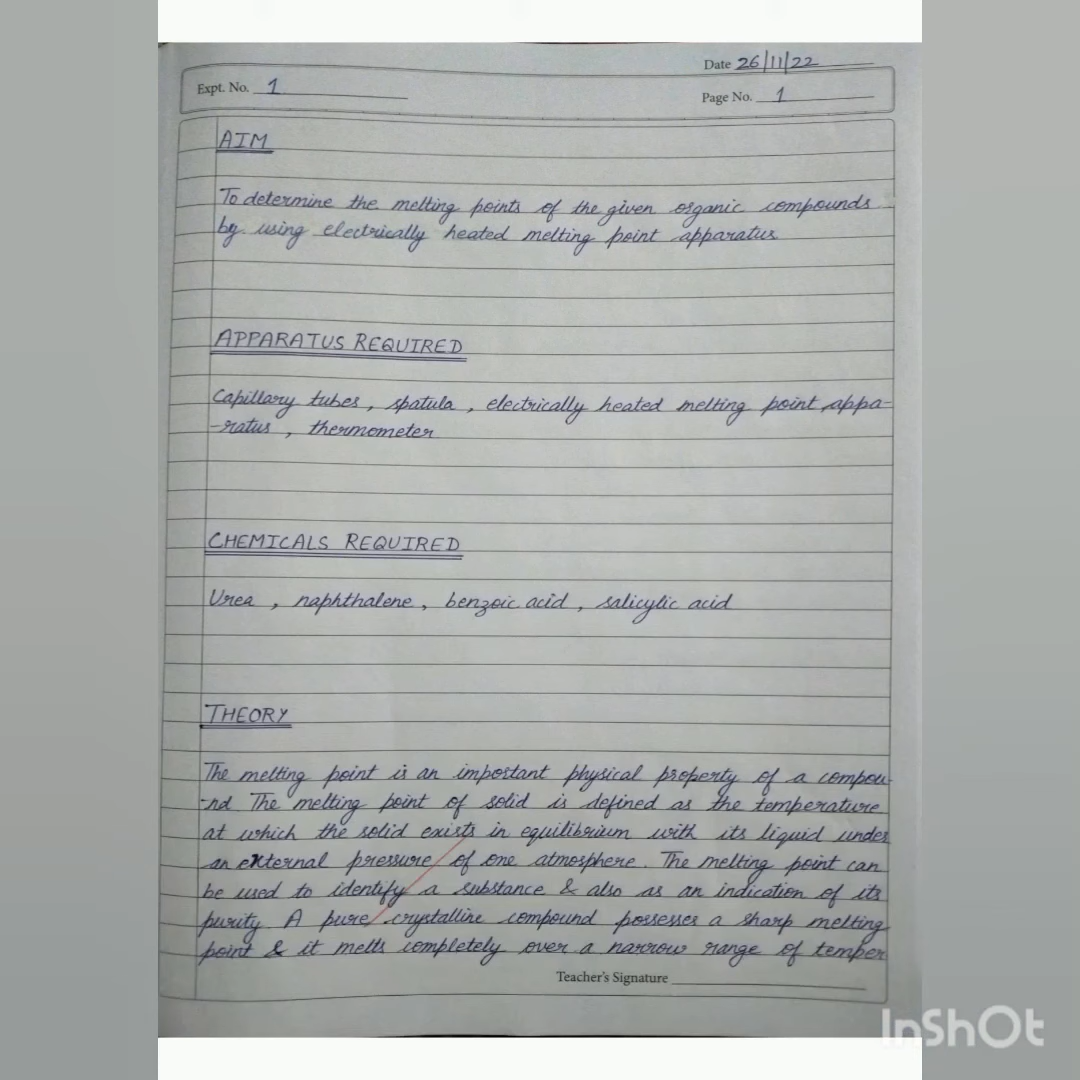 Date 26/11/22
Expt. No. 1
Page No. 1
AIM
To determine the melting points of the given organic compounds
by using electrically heated melting point apparatus
APPARATUS REQUIRED
Capillary tubes, spatula, electrically heated melting point appa-
-ratus, thermometer
CHEMICALS REQUIRED
Urea, naphthalene, benzoic acid, salicylic acid
THEORY
The melting point is an important physical property of a compou-
-nd The melting point of solid is defined as the temperature
at which the solid exists in equilibrium with its liquid under
an external pressure of one atmosphere. The melting point can
be used to identify a substance & also as an indication of its
purity. A pure crystalline compound possesses a sharp melting
point & it melts completely over a narrow range of temper
Teacher's Signature
InShOt